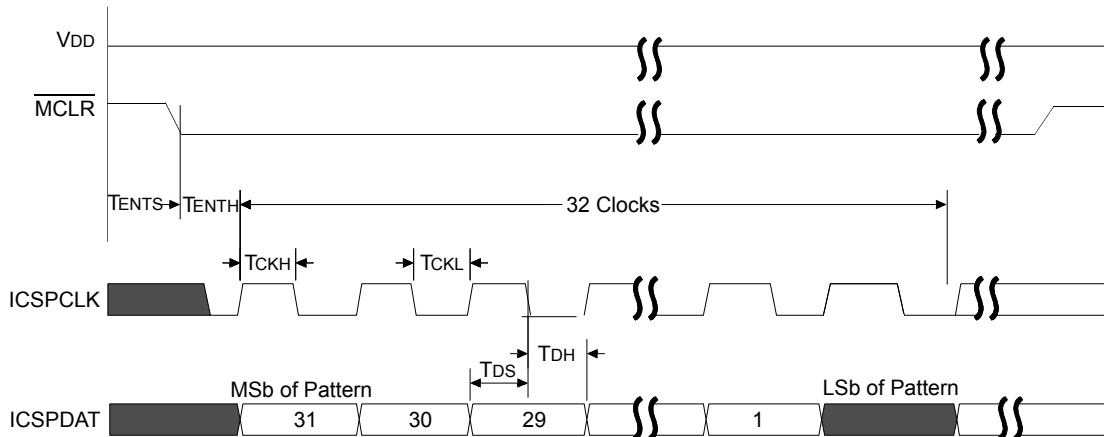 VDD
MCLR
TENTS
TENTH
32 Clocks
TCKH
TCKL
ICSPCLK
TDH
TDS
MSb of Pattern
LSb of Pattern
ICSPDAT
31
30
29
1